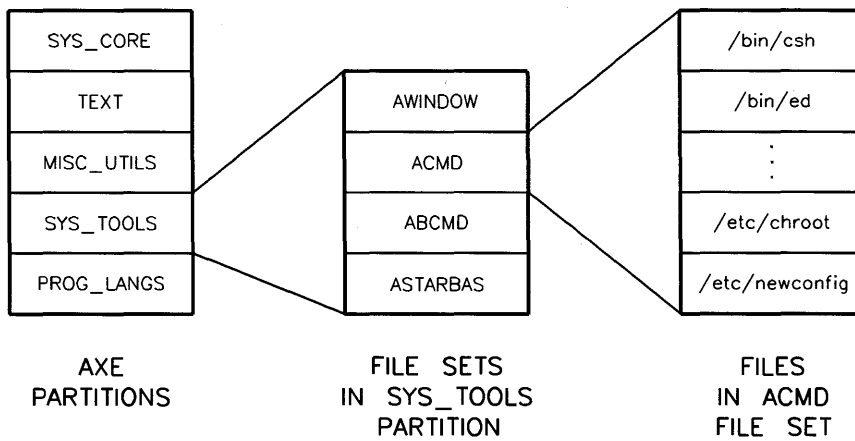 SYS_CORE
TEXT
MISC_UTILS
SYS_TOOLS
PROG_LANGS
AXE
PARTITIONS
AWINDOW
ACMD
ABCMD
ASTARBAS
FILE SETS
IN SYS_TOOLS
PARTITION
/bin/csh
/bin/ed
/etc/chroot
/etc/newconfig
FILES
IN ACMD
FILE SET